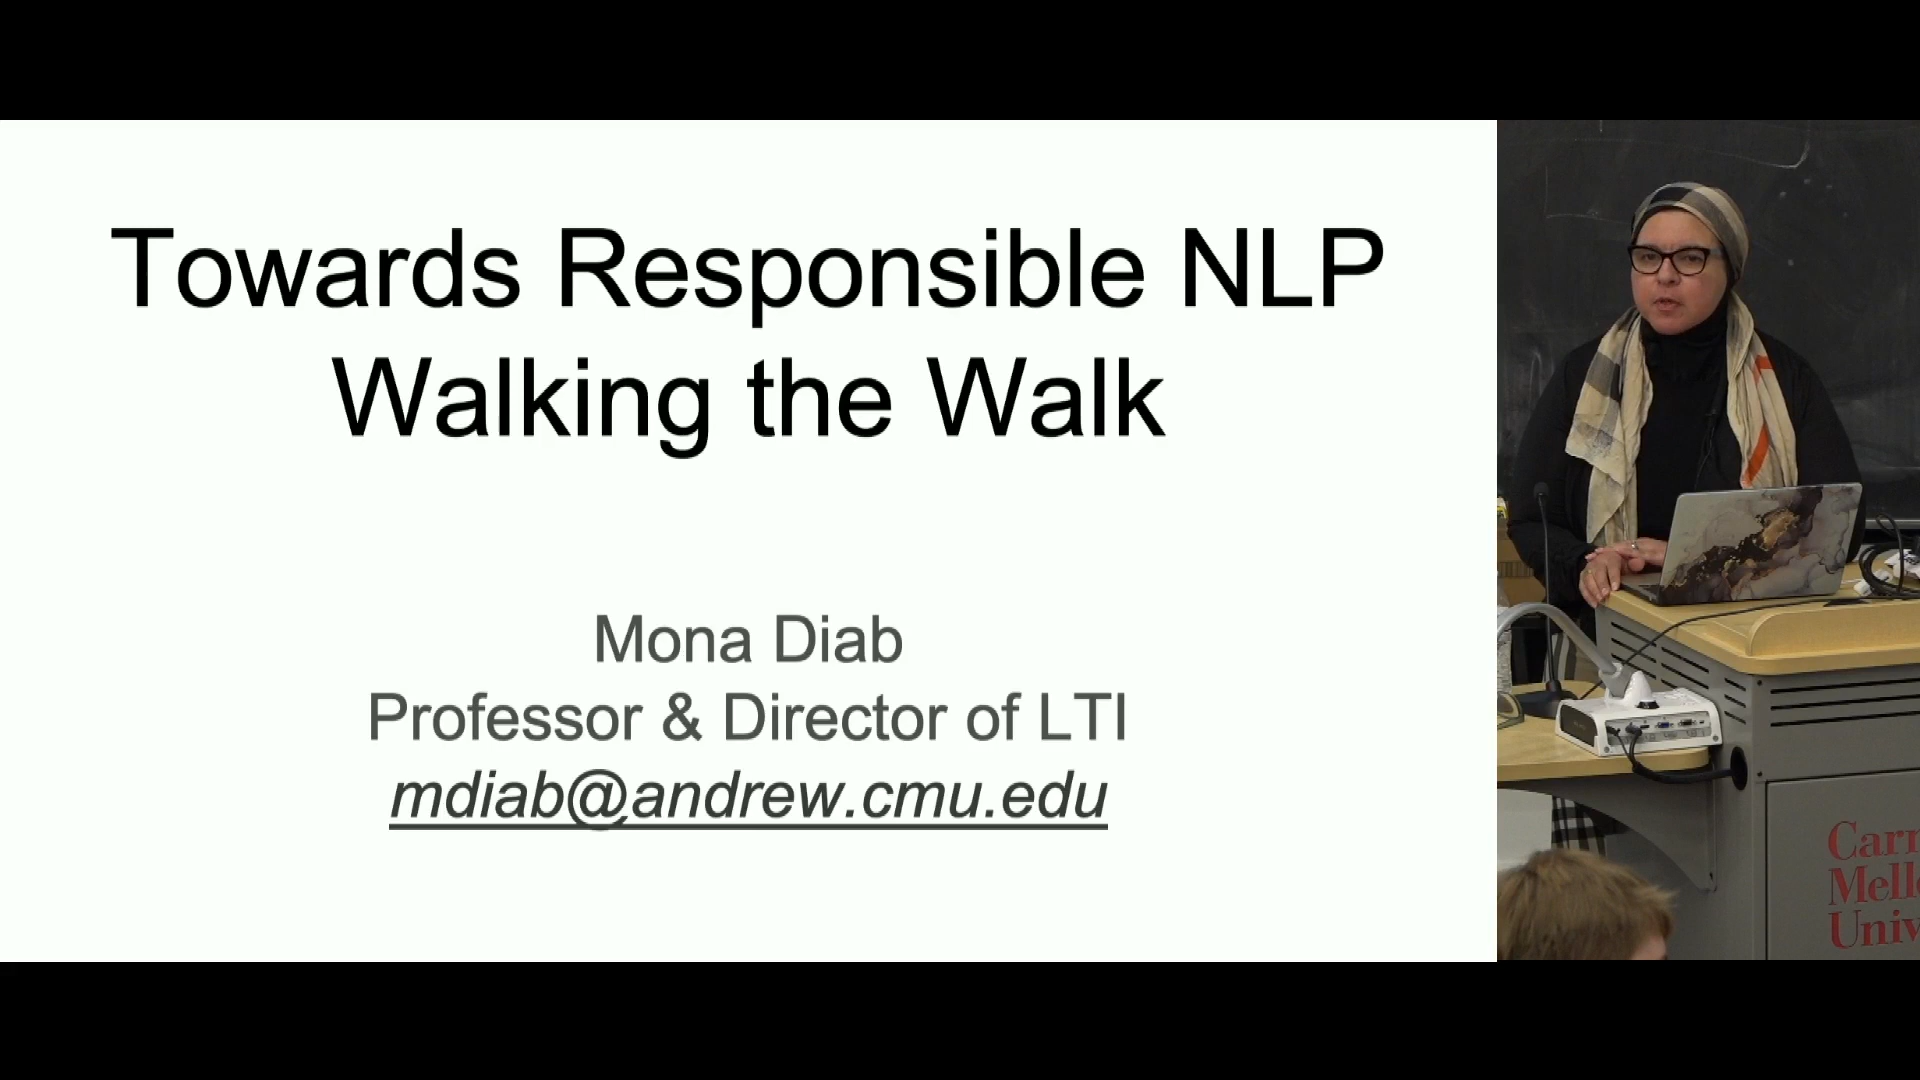 Towards Responsible NLP
Walking the Walk
Mona Diab
Professor & Director of LTI
mdiab@andrew.cmu.edu